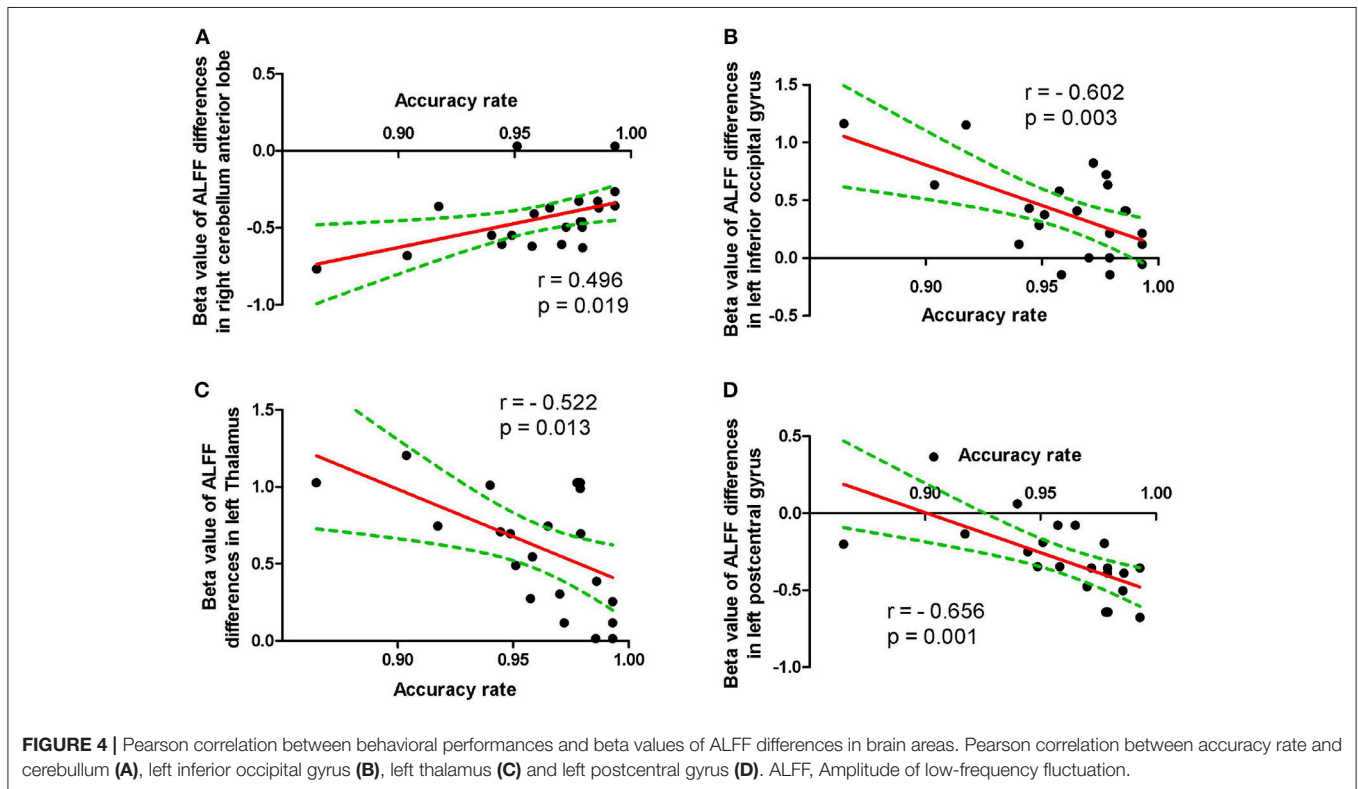 A
Beta value of ALFF differences
in right cerebellum anterior lobe
0.5
0.0
-0.5
-1.0
Accuracy rate
0.90
0.95
1.00
r = 0.496
p = 0.019
B
Beta value of ALFF differences
in left inferior occipital gyrus
1.5
1.0
0.5
0.0
-0.5
r = - 0.602
p = 0.003
0.90
0.95
1.00
Accuracy rate
C
Beta value of ALFF
differences in left Thalamus
1.5
1.0
0.5
0.0
r = - 0.522
p = 0.013
0.90
0.95
1.00
Accuracy rate
D
Beta value of ALFF differences
in left postcentral gyrus
0.5
0.0
-0.5
-1.0
Accuracy rate
0.90
0.95
1.00
r = - 0.656
p = 0.001
FIGURE 4 | Pearson correlation between behavioral performances and beta values of ALFF differences in brain areas. Pearson correlation between accuracy rate and
cerebullum (A), left inferior occipital gyrus (B), left thalamus (C) and left postcentral gyrus (D). ALFF, Amplitude of low-frequency fluctuation.